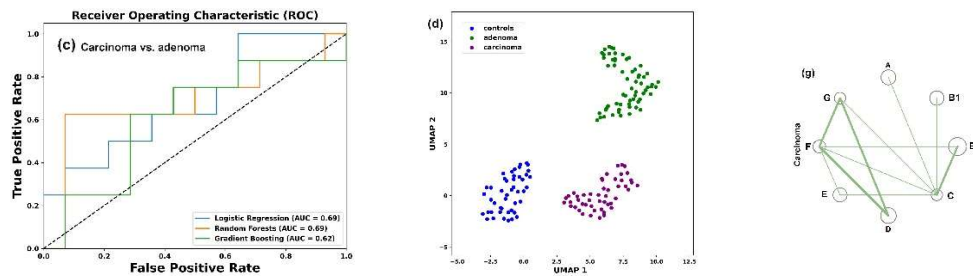 Receiver Operating Characteristic (ROC)
(c) Carcinoma vs. adenoma
True Positive Rate
1.0
0.8
0.6
0.4
0.2
0.0
Logistic Regression (AUC = 0.69)
Random Forests (AUC = 0.69)
Gradient Boosting (AUC = 0.62)
0.0 0.2 0.4 0.6 0.8 1.0
False Positive Rate
(d)
controls
adenoma
carcinoma
UMAP 2
15
10
5
0
−5
−5.0 −2.5 0.0 2.5 5.0 7.5 10.0 12.5
UMAP 1
(g)
Carcinoma
A
B1
G
F
E
C
D